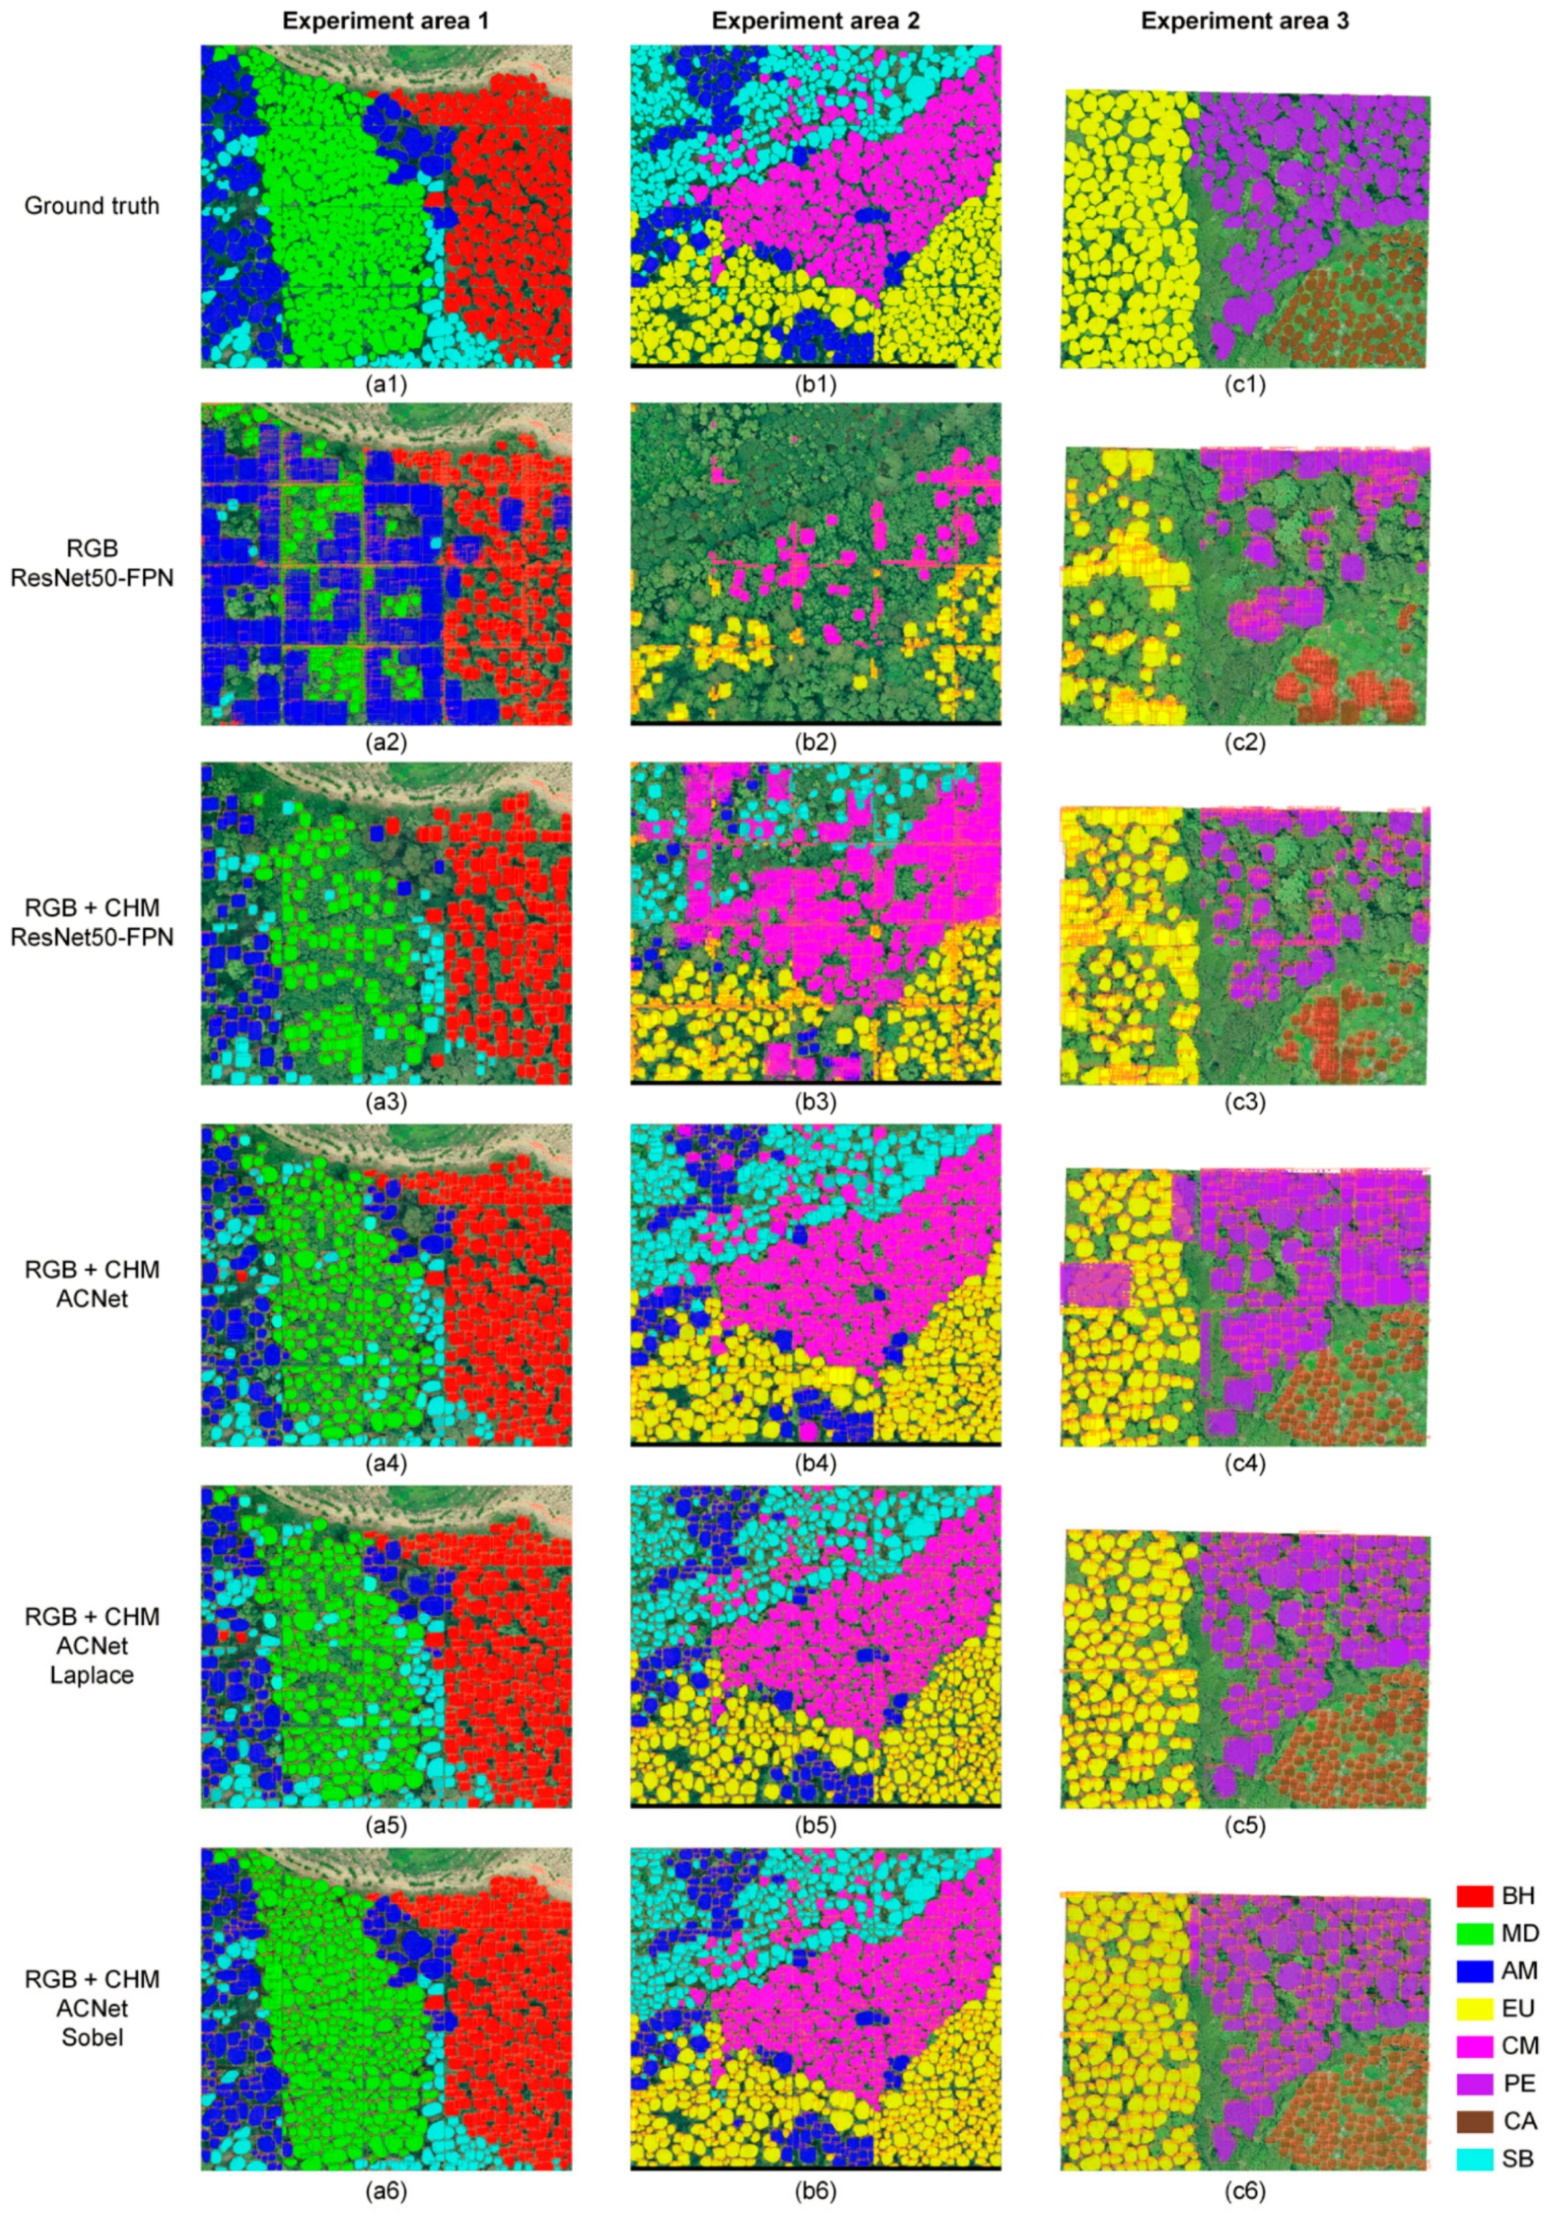 Experiment area 1
Experiment area 2
Experiment area 3
Ground truth
(a1)
(b1)
(c1)
RGB
ResNet50-FPN
(a2)
(b2)
(c2)
RGB + CHM
ResNet50-FPN
(a3)
(b3)
(c3)
RGB + CHM
ACNet
(a4)
(b4)
(c4)
RGB + CHM
ACNet
Laplace
(a5)
(b5)
(c5)
RGB + CHM
ACNet
Sobel
(a6)
(b6)
(c6)
BH
MD
AM
EU
CM
PE
CA
SB